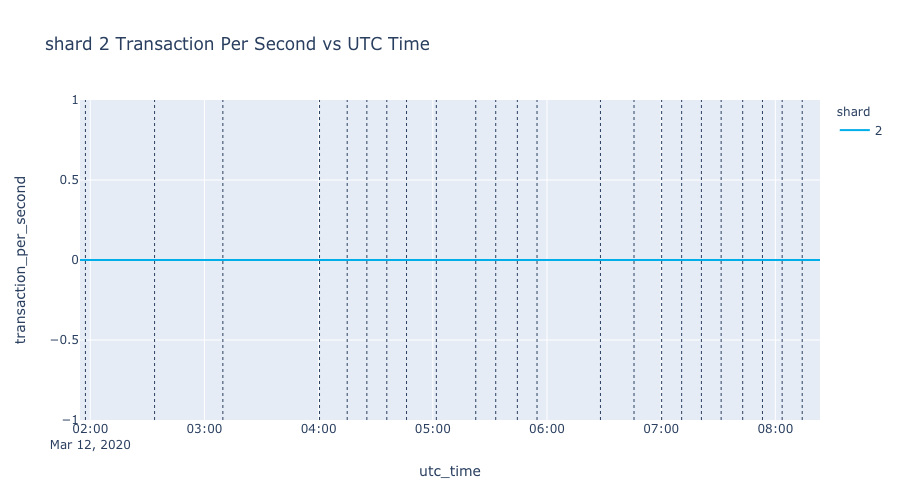 shard 2 Transaction Per Second vs UTC Time
shard
2
1
0.5
0
−0.5
−1
transaction_per_second
02:00 03:00 04:00 05:00 06:00 07:00 08:00
Mar 12, 2020
utc_time